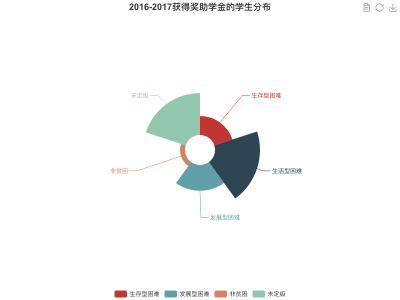 2016-2017获得奖助学金的学生分布
未定级
生存型困难
非贫困
生活型困难
发展型困难
生存型困难 发展型困难 非贫困 未定级